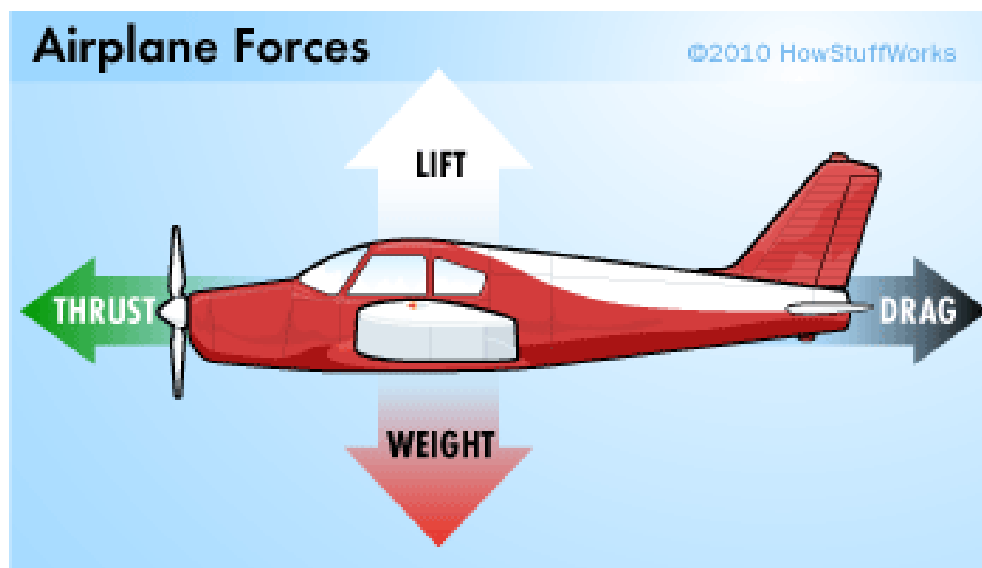 Airplane Forces
©2010 HowStuffWorks
LIFT
THRUST
DRAG
WEIGHT